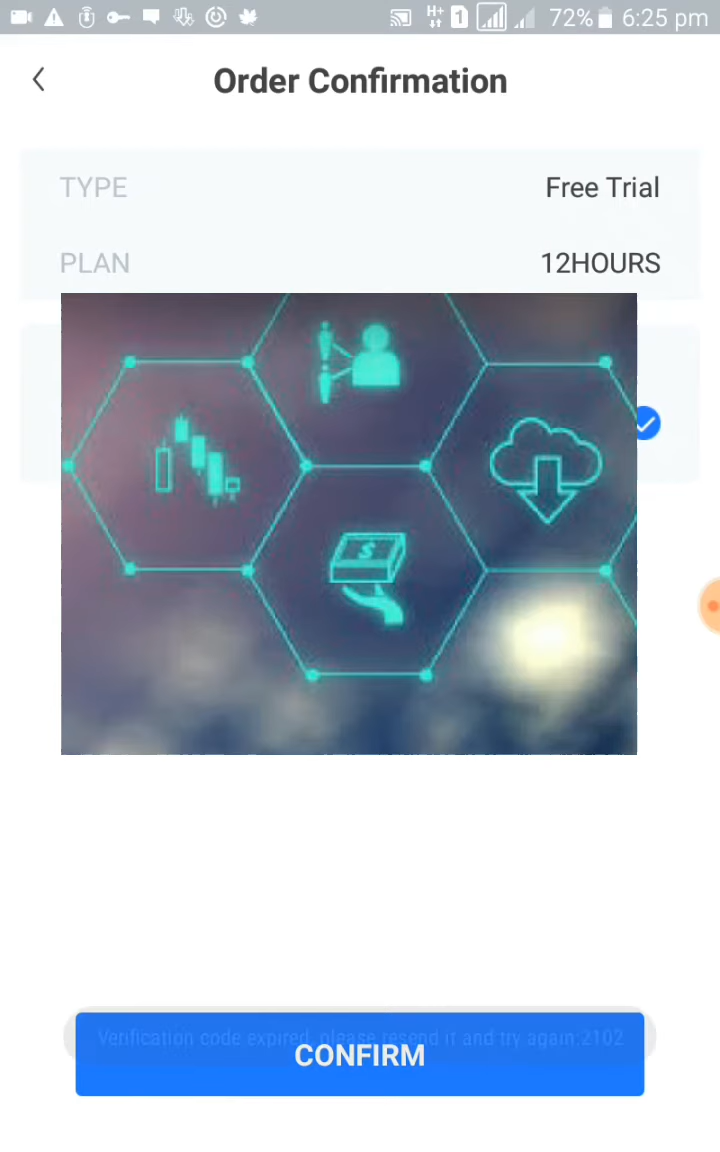 H+ 1 72% 6:25 pm
Order Confirmation
TYPE Free Trial
PLAN 12HOURS
$
Verification code expired, please resend it and try again:2102
CONFIRM